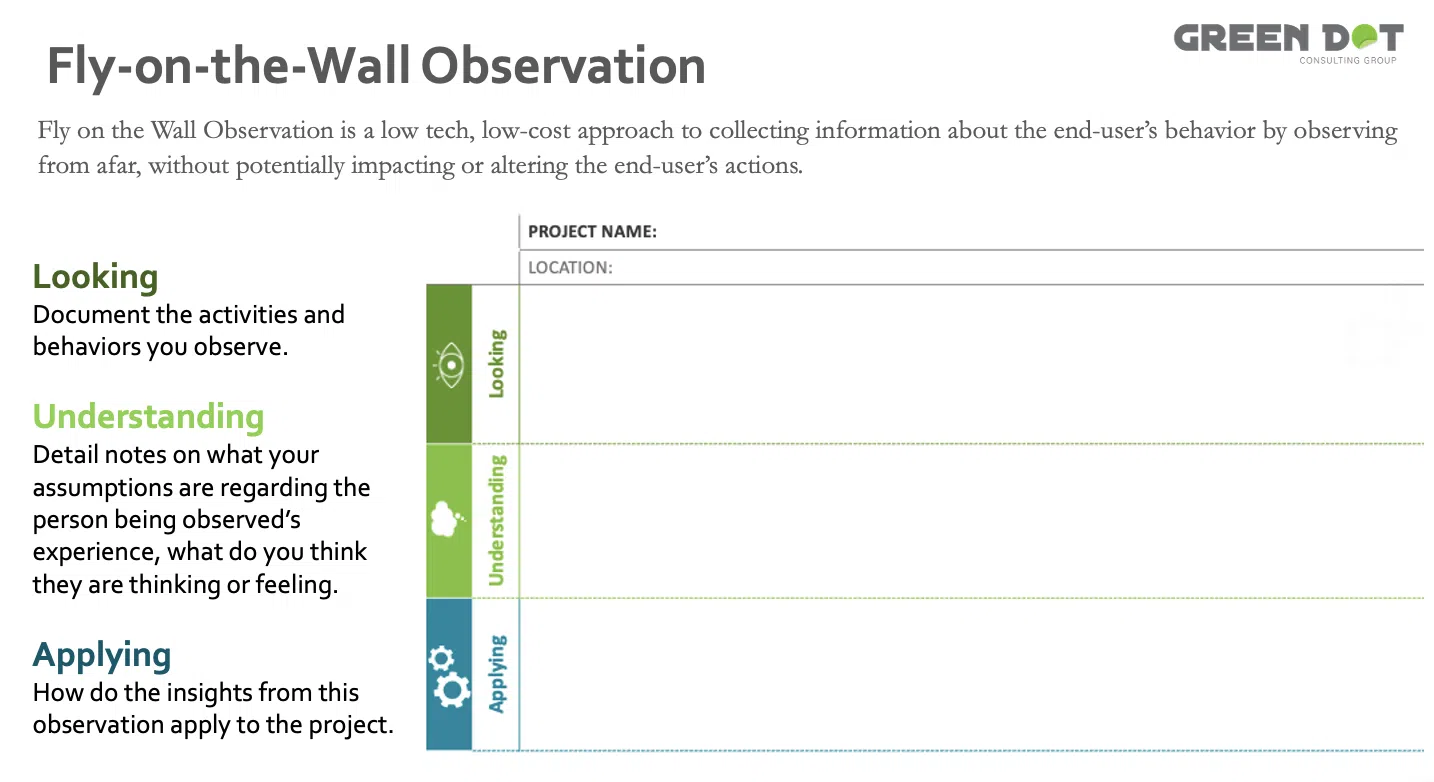 Fly-on-the-Wall Observation
GREEN DOT
CONSULTING GROUP
Fly on the Wall Observation is a low tech, low-cost approach to collecting information about the end-user’s behavior by observing
from afar, without potentially impacting or altering the end-user’s actions.
Looking
Document the activities and
behaviors you observe.
Understanding
Detail notes on what your
assumptions are regarding the
person being observed’s
experience, what do you think
they are thinking or feeling.
Applying
How do the insights from this
observation apply to the project.
PROJECT NAME:
LOCATION:
Looking
Understanding
Applying